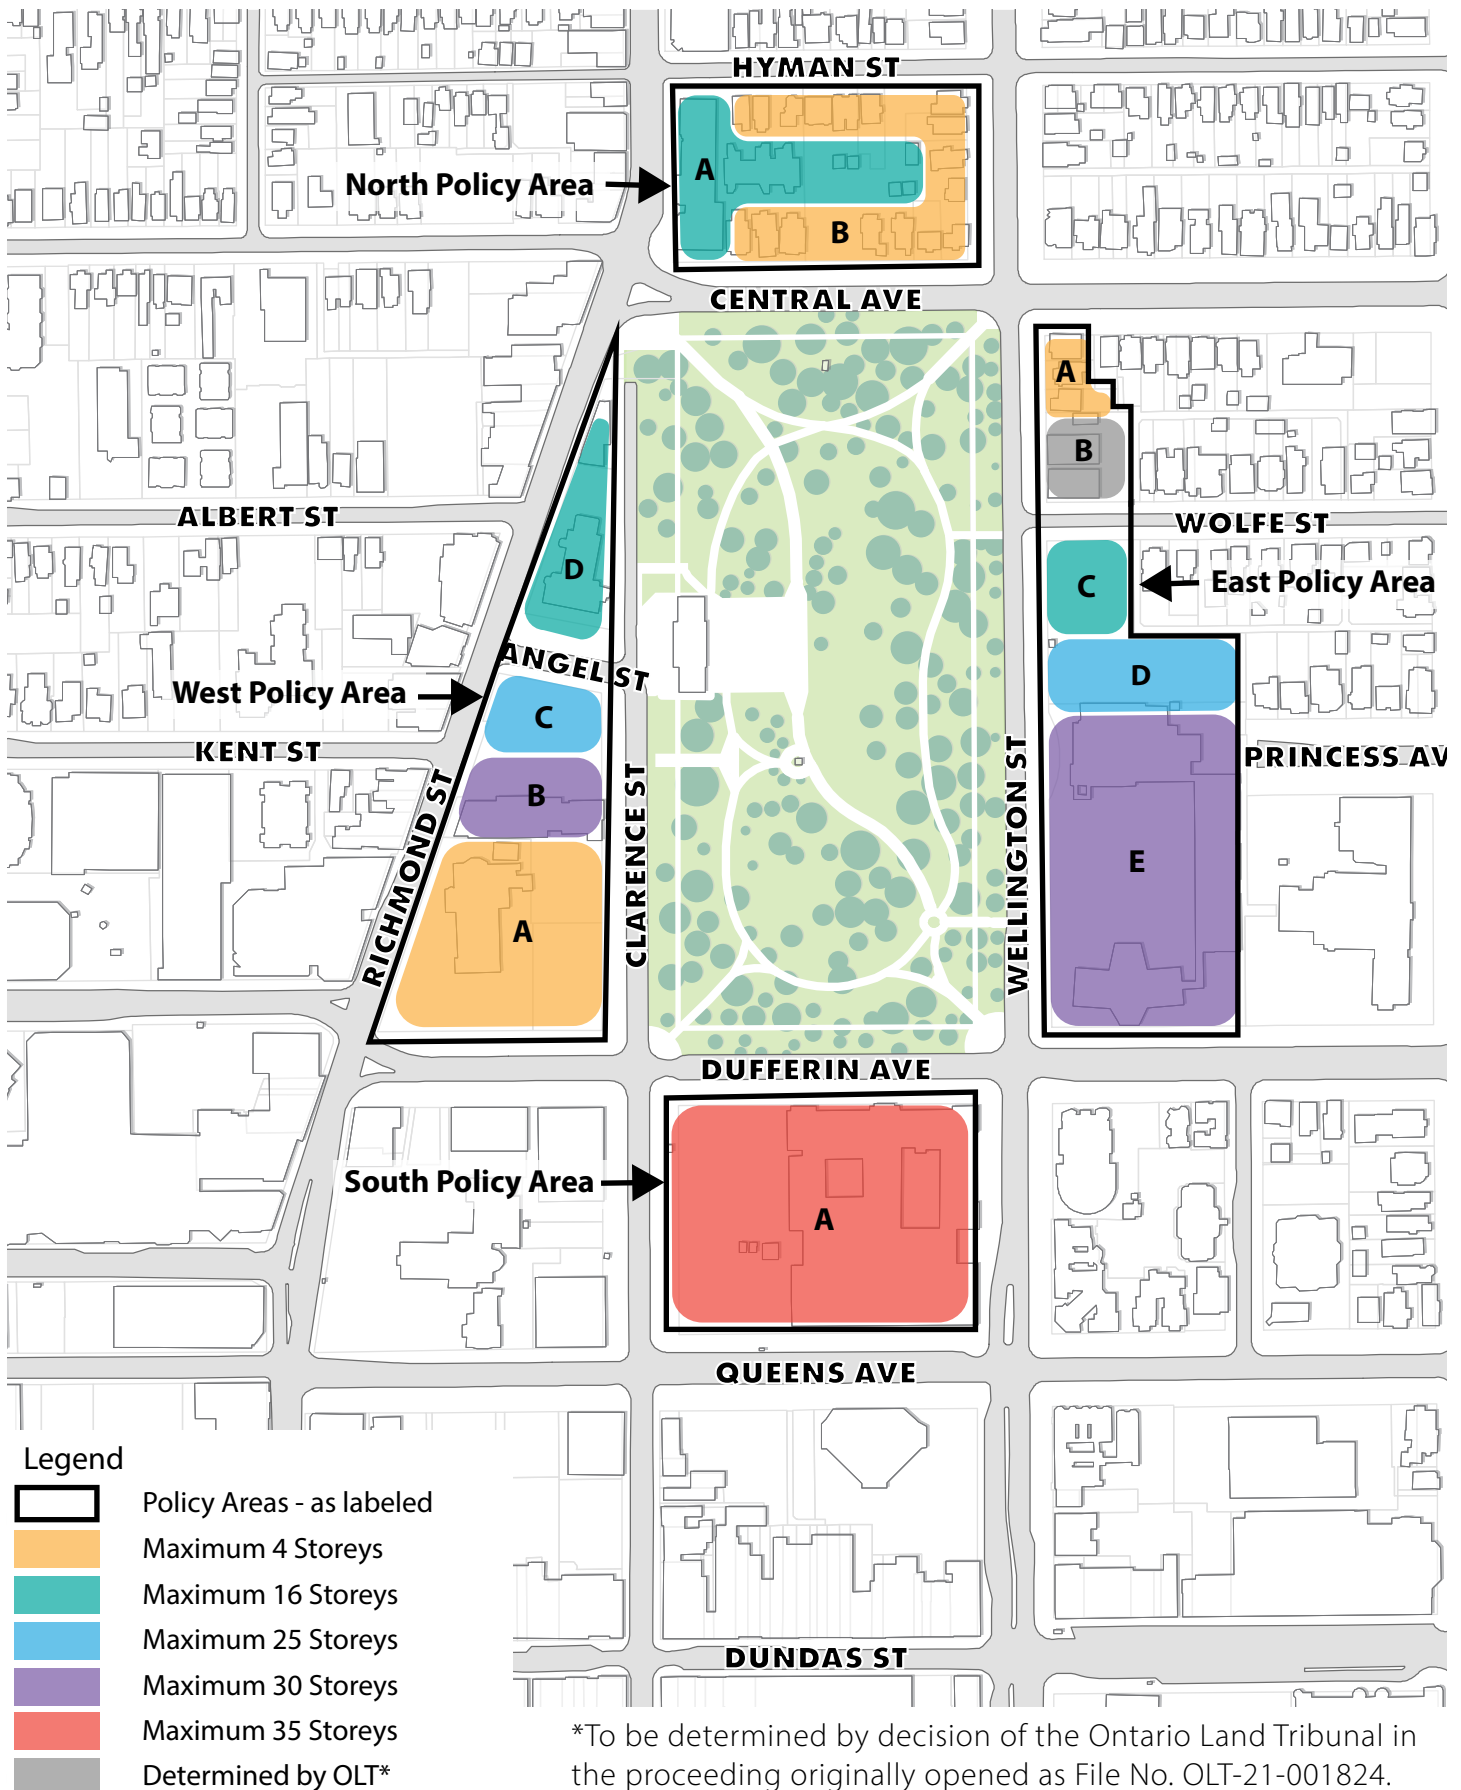 HYMAN ST
A
North Policy Area
B
CENTRAL AVE
A
B
ALBERT ST
WOLFE ST
D
C
East Policy Area
ANGEL ST
D
West Policy Area
C
KENT ST
PRINCESS AV
B
RICHMOND ST
CLARENCE ST
WELLINGTON ST
E
A
DUFFERIN AVE
South Policy Area
A
QUEENS AVE
Legend
Policy Areas - as labeled
Maximum 4 Storeys
Maximum 16 Storeys
Maximum 25 Storeys
Maximum 30 Storeys
Maximum 35 Storeys
Determined by OLT*
DUNDAS ST
*To be determined by decision of the Ontario Land Tribunal in
the proceeding originally opened as File No. OLT-21-001824.